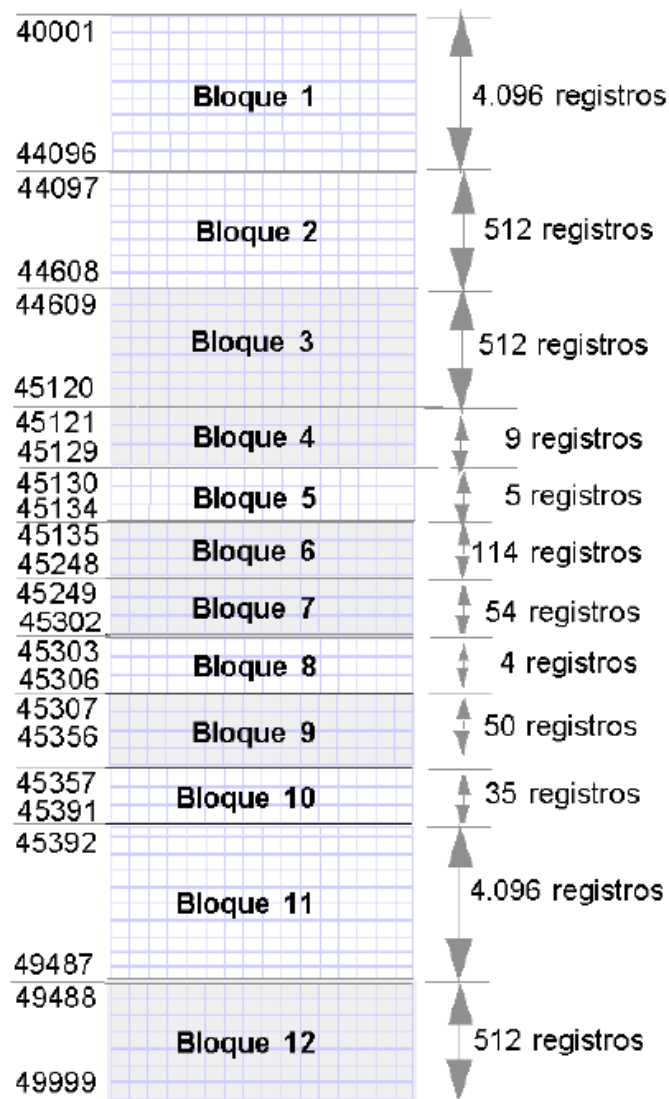 40001
Bloque 1
4.096 registros
44096
44097
Bloque 2
512 registros
44608
44609
Bloque 3
512 registros
45120
45121
Bloque 4
9 registros
45129
45130
Bloque 5
5 registros
45134
45135
Bloque 6
114 registros
45248
45249
Bloque 7
54 registros
45302
45303
Bloque 8
4 registros
45306
45307
Bloque 9
50 registros
45356
45357
Bloque 10
35 registros
45391
45392
Bloque 11
4.096 registros
49487
49488
Bloque 12
512 registros
49999